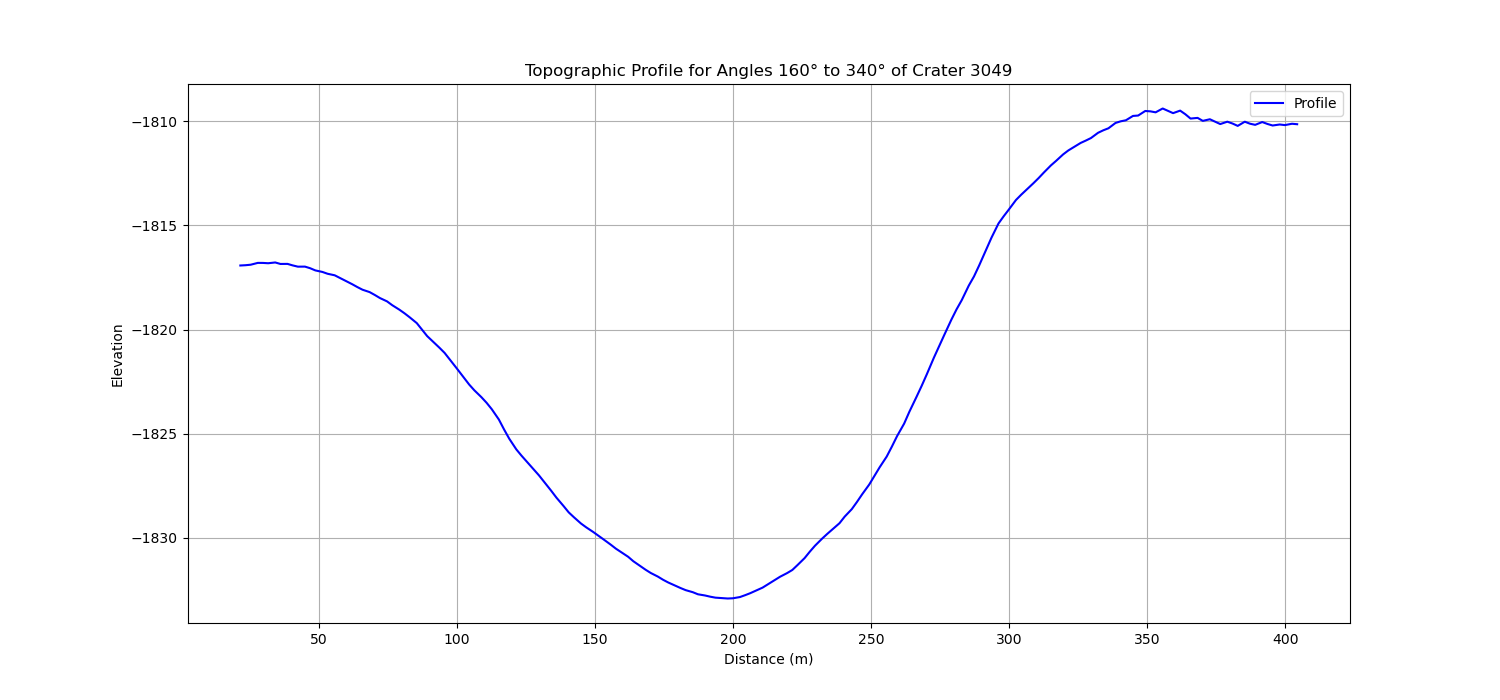 Topographic Profile for Angles 160° to 340° of Crater 3049
Profile
−1810
−1815
−1820
−1825
−1830
Elevation
50 100 150 200 250 300 350 400
Distance (m)